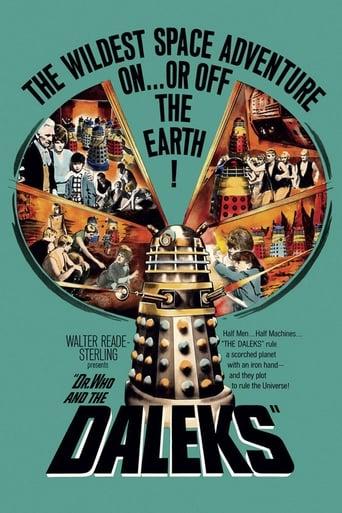 THE WILDEST SPACE ADVENTURE
ON...OR OFF
THE
EARTH
!
WALTER READE-
STERLING
presents
Half Men...Half Machines...
"THE DALEKS" rule
a scorched planet
with an iron hand—
and they plot
to rule the Universe!
"DR. WHO
AND THE
DALEKS"